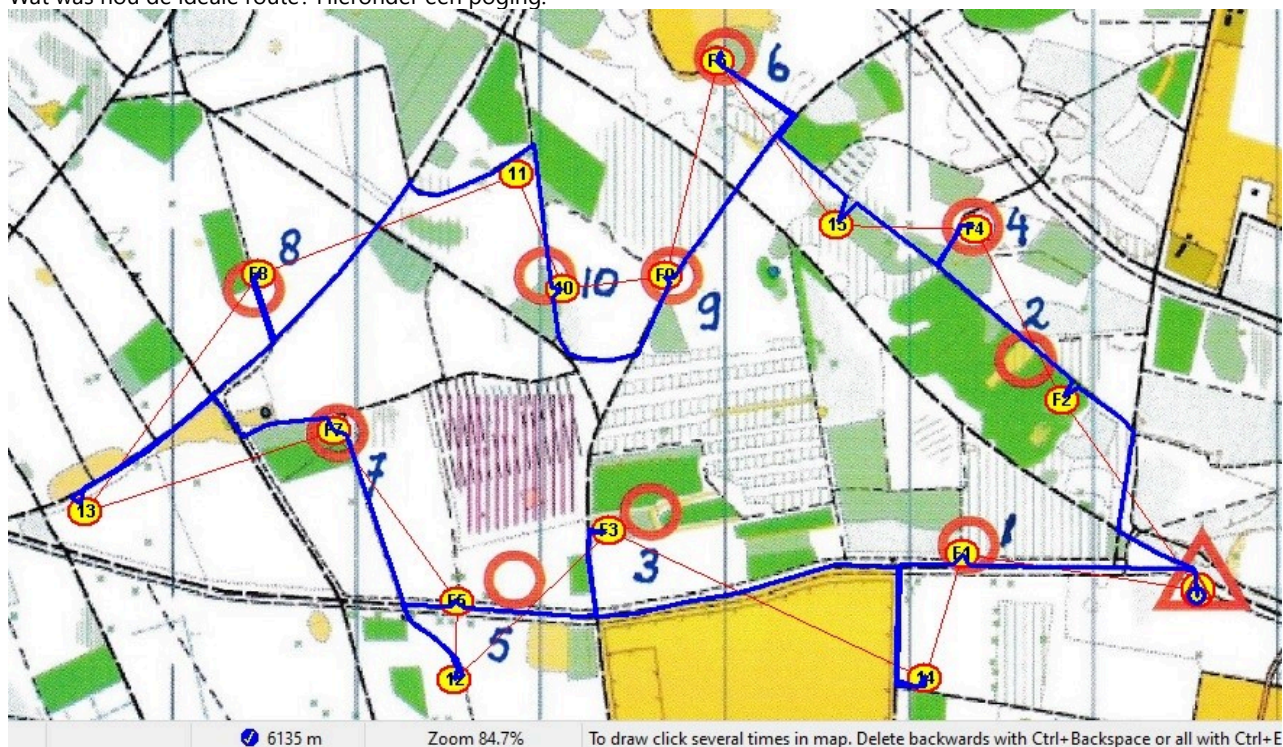 Wat was nou de ideale route? Hieronder een poging.
F6 6
11
15 F4 4
F8 8
40 10 F9 9
2
F2
F7 7
13
F3 3
F1 1
F5 5
12
14
6135 m Zoom 84.7% To draw click several times in map. Delete backwards with Ctrl+Backspace or all with Ctrl+